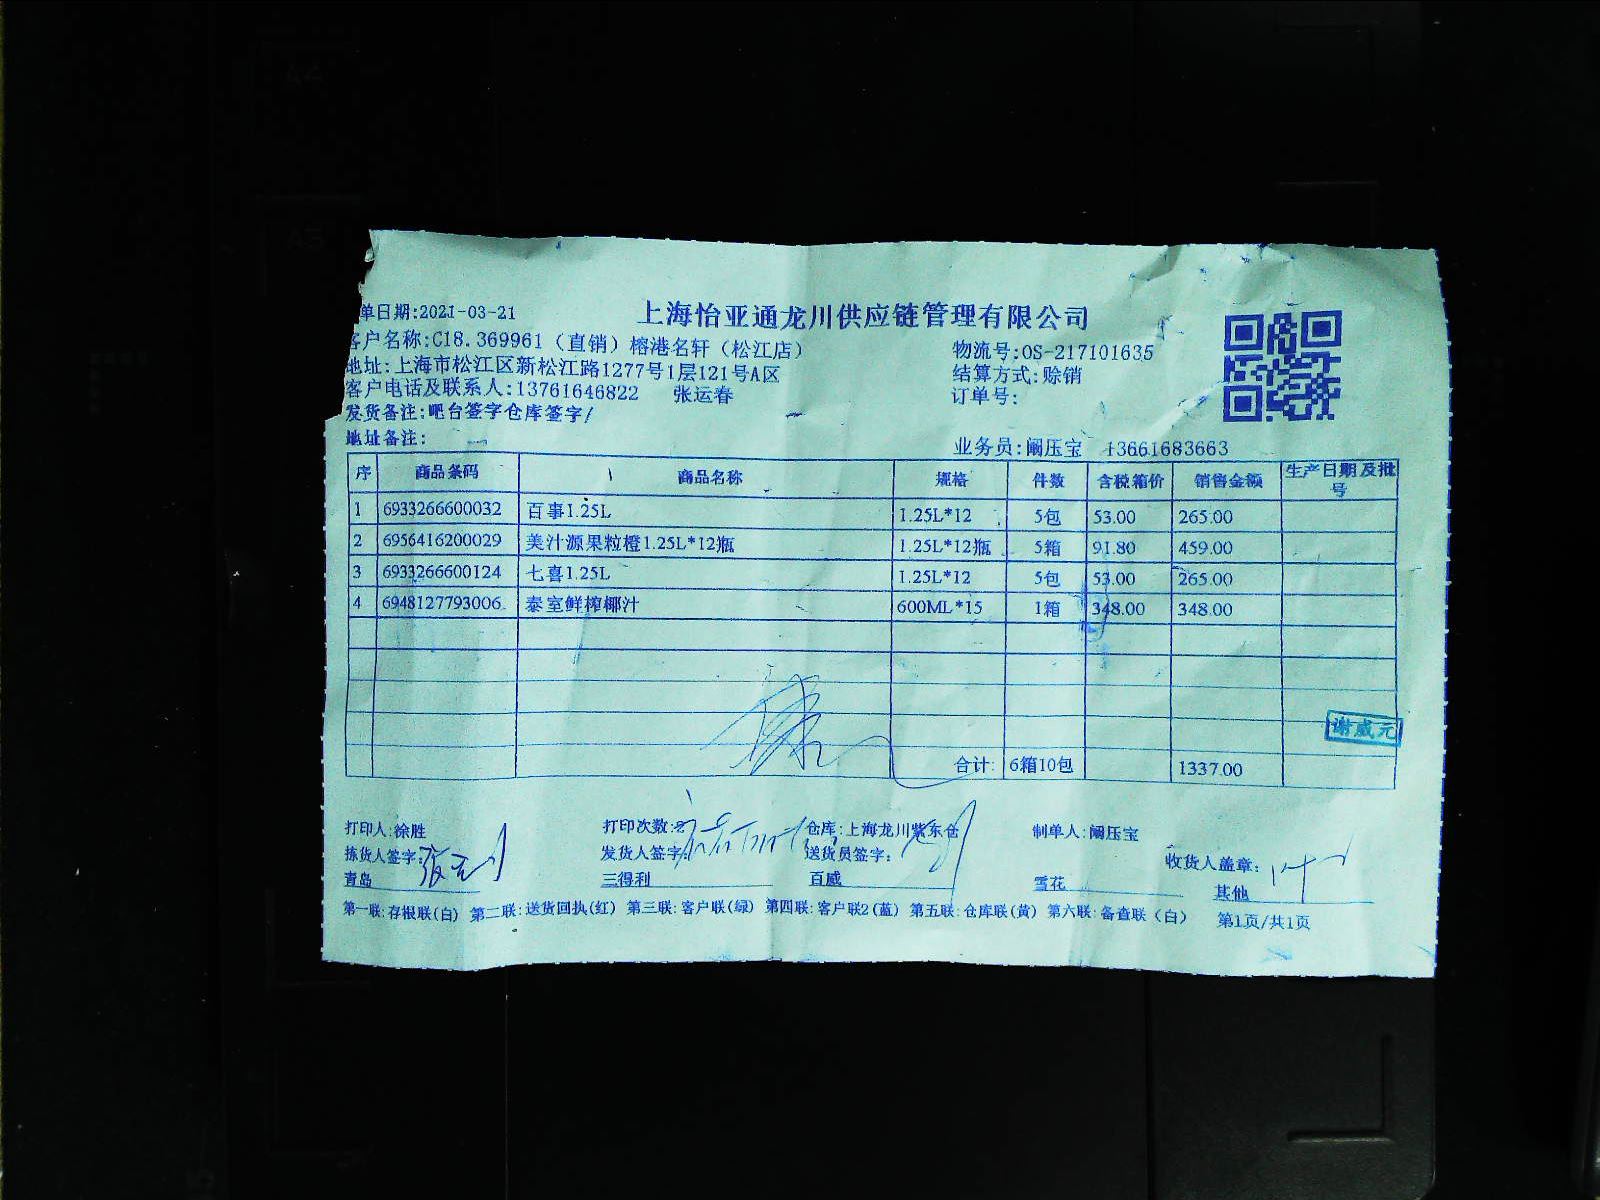 单日期:2021-03-21
上海怡亚通龙川供应链管理有限公司
客户名称:C18.369961（直销）榕港名轩（松江店）
物流号:OS-217101635
地址:上海市松江区新松江路1277号1层121号A区
结算方式:赊销
客户电话及联系人:13761646822 张运春
订单号:
发货备注:吧台签字仓库签字/
地址备注:
业务员:阚压宝 13661683663
序 商品条码 商品名称 规格 件数 含税箱价 销售金额 生产日期及批号
1 6933266600032 百事1.25L 1.25L*12 5包 53.00 265.00
2 6956416200029 美汁源果粒橙1.25L*12瓶 1.25L*12瓶 5箱 91.80 459.00
3 6933266600124 七喜1.25L 1.25L*12 5包 53.00 265.00
4 6948127793006 泰室鲜榨椰汁 600ML*15 1箱 348.00 348.00
谢威元
合计: 6箱10包 1337.00
打印人:徐胜 打印次数:2 仓库:上海龙川紫东仓 制单人:阚压宝
拣货人签字: 发货人签字: 送货员签字: 收货人盖章:
青岛 三得利 百威 雪花 其他
第一联:存根联(白) 第二联:送货回执(红) 第三联:客户联(绿) 第四联:客户联2(蓝) 第五联:仓库联(黄) 第六联:备查联（白） 第1页/共1页